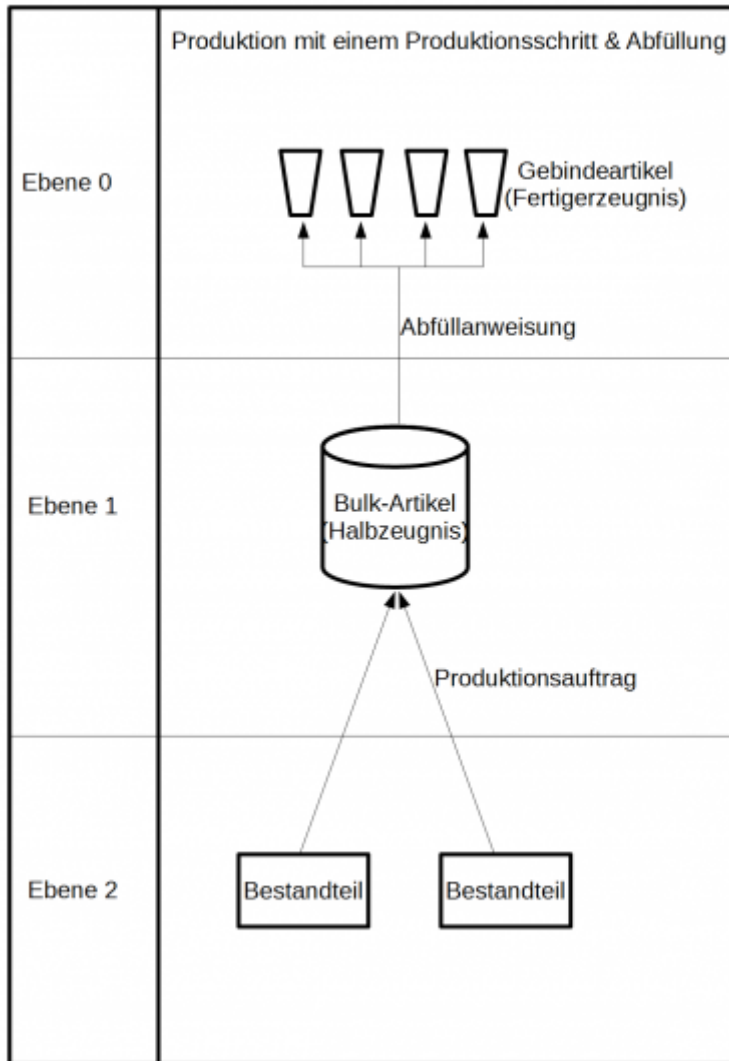 Produktion mit einem Produktionsschritt & Abfüllung
Ebene 0
Gebindeartikel
(Fertigerzeugnis)
Abfüllanweisung
Ebene 1
Bulk-Artikel
(Halbzeugnis)
Produktionsauftrag
Ebene 2
Bestandteil
Bestandteil